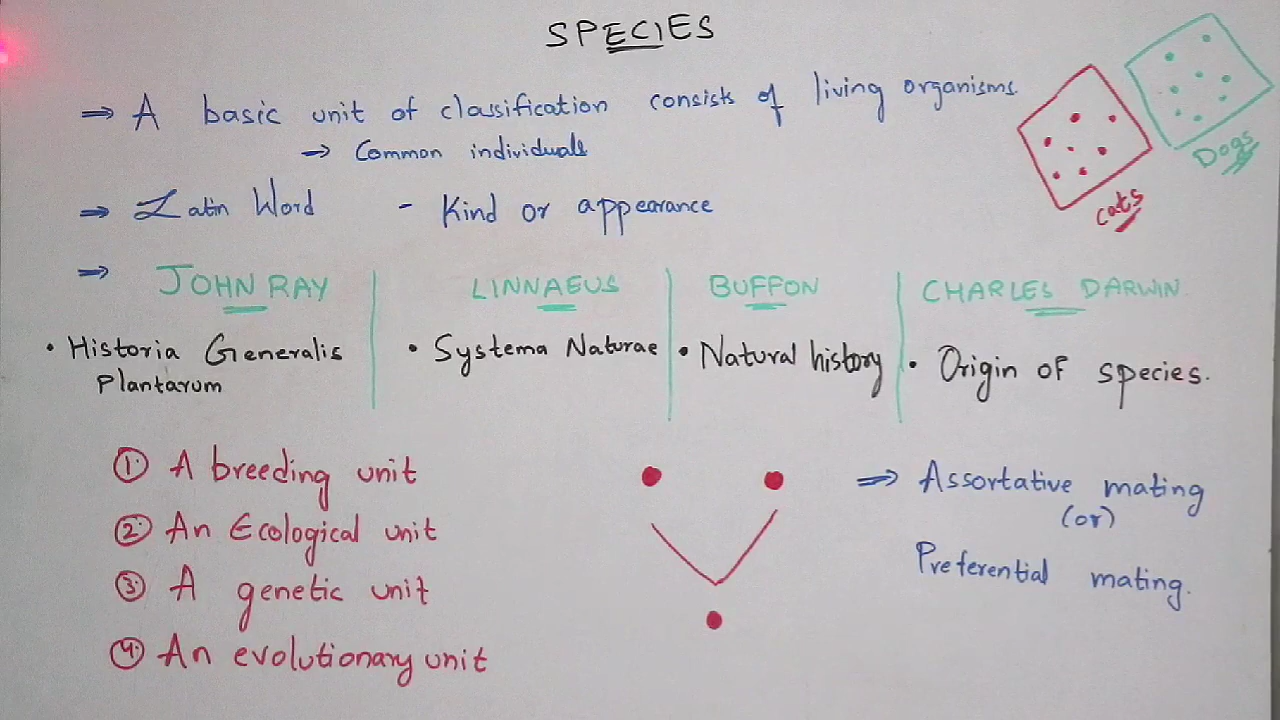 SPECIES
⇒ A basic unit of classification consists of living organisms.
→ Common individuals
Dogs
cats
⇒ Latin Word - Kind or appearance
⇒ JOHN RAY LINNAEUS BUFFON CHARLES DARWIN
• Historia Generalis • Systema Naturae • Natural history • Origin of species.
Plantarum
① A breeding unit
② An Ecological unit
③ A genetic unit
④ An evolutionary unit
⇒ Assortative mating
(or)
Preferential mating.